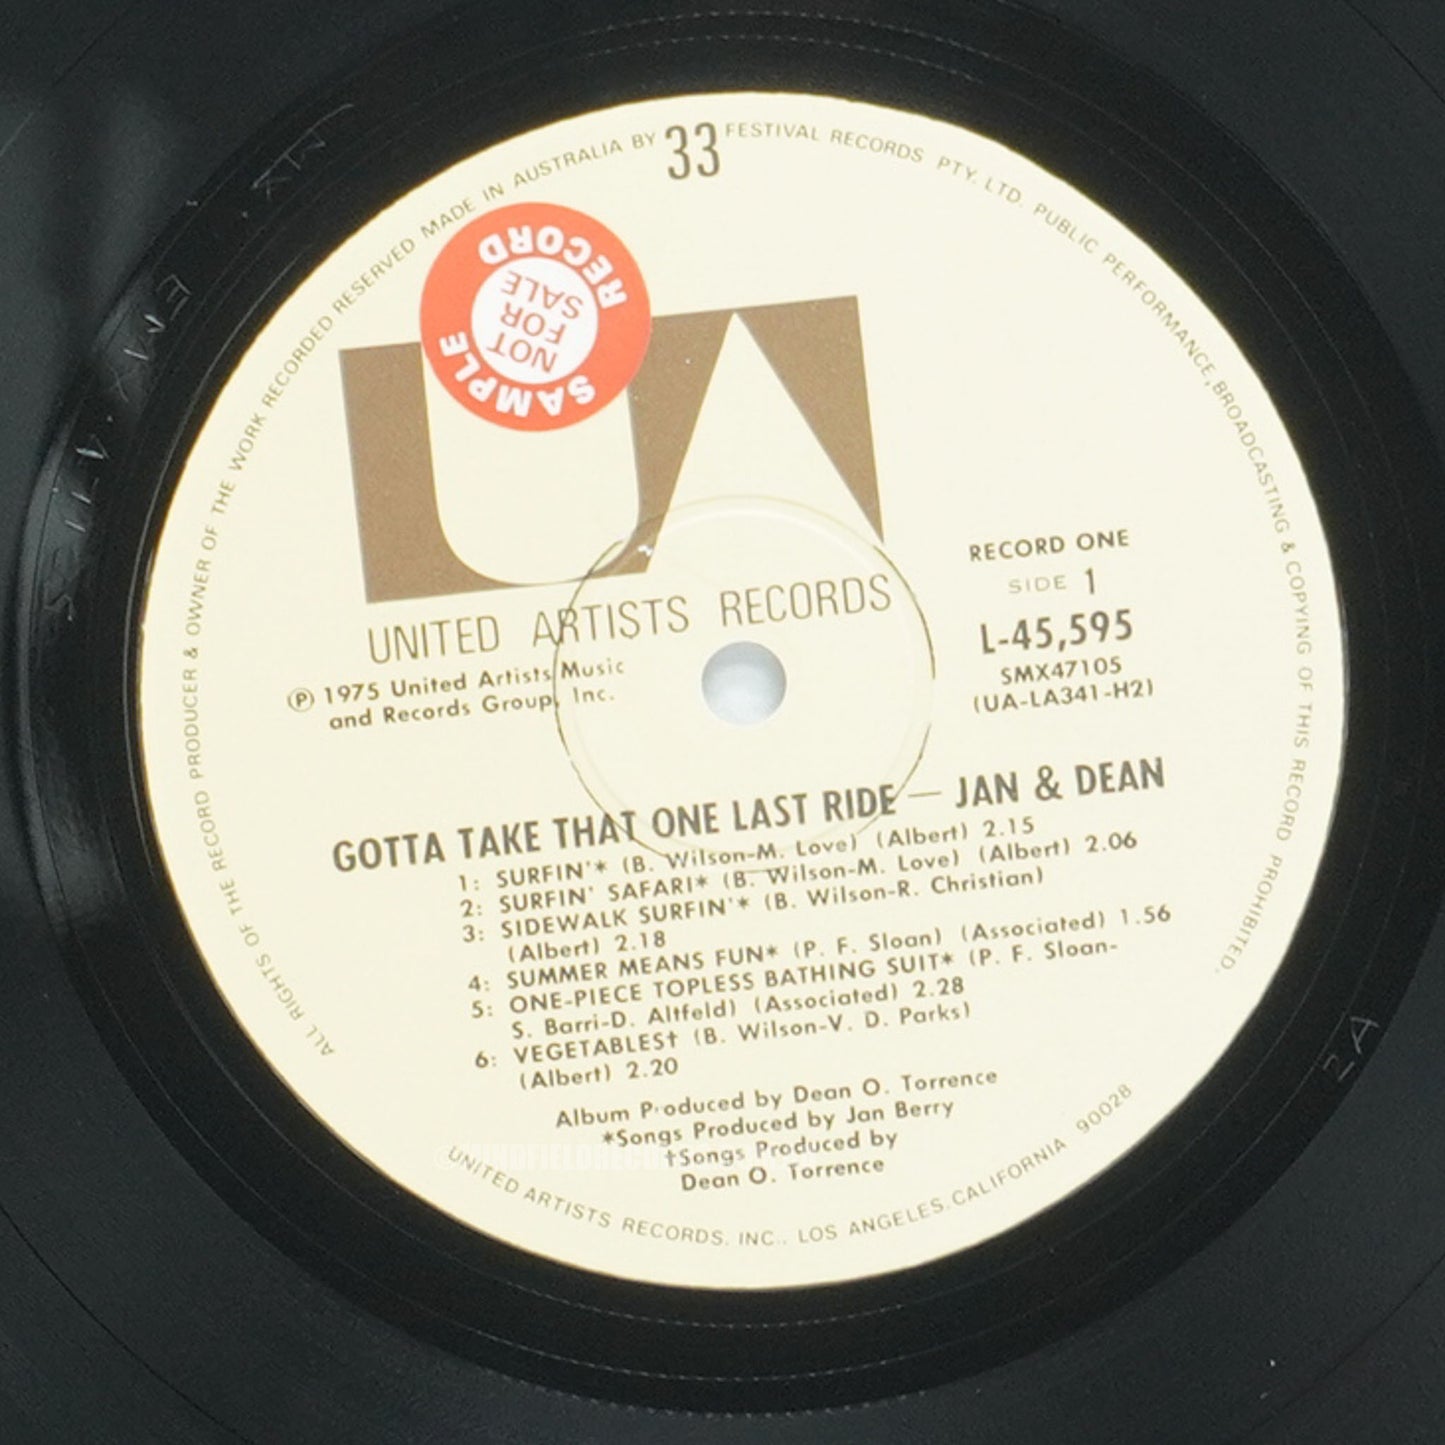 ALL RIGHTS OF THE RECORD PRODUCER & OWNER OF THE WORK RECORDED RESERVED MADE IN AUSTRALIA BY FESTIVAL RECORDS PTY. LTD. PUBLIC PERFORMANCE, BROADCASTING & COPYING OF THIS RECORD PROHIBITED.
33
SAMPLE RECORD
NOT
FOR
SALE
UA
UNITED ARTISTS RECORDS
℗ 1975 United Artists Music
and Records Group, Inc.
RECORD ONE
SIDE 1
L-45,595
SMX47105
(UA-LA341-H2)
GOTTA TAKE THAT ONE LAST RIDE — JAN & DEAN
1: SURFIN'* (B. Wilson-M. Love) (Albert) 2.15
2: SURFIN' SAFARI* (B. Wilson-M. Love) (Albert) 2.06
3: SIDEWALK SURFIN'* (B. Wilson-R. Christian)
(Albert) 2.18
4: SUMMER MEANS FUN* (P. F. Sloan) (Associated) 1.56
5: ONE-PIECE TOPLESS BATHING SUIT* (P. F. Sloan-
S. Barri-D. Altfeld) (Associated) 2.28
6: VEGETABLES† (B. Wilson-V. D. Parks)
(Albert) 2.20
Album Produced by Dean O. Torrence
*Songs Produced by Jan Berry
†Songs Produced by
Dean O. Torrence
UNITED ARTISTS RECORDS, INC., LOS ANGELES, CALIFORNIA 90028
2A